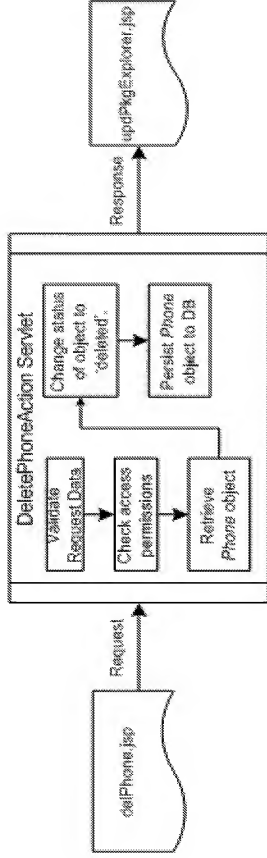 delPhone.jsp
Request
DeletePhoneAction Servlet
Validate
Request Data
Check access
permissions
Retrieve
Phone object
Change status
of object to
'deleted'.
Persist Phone
object to DB
Response
updPkgExplorer.jsp